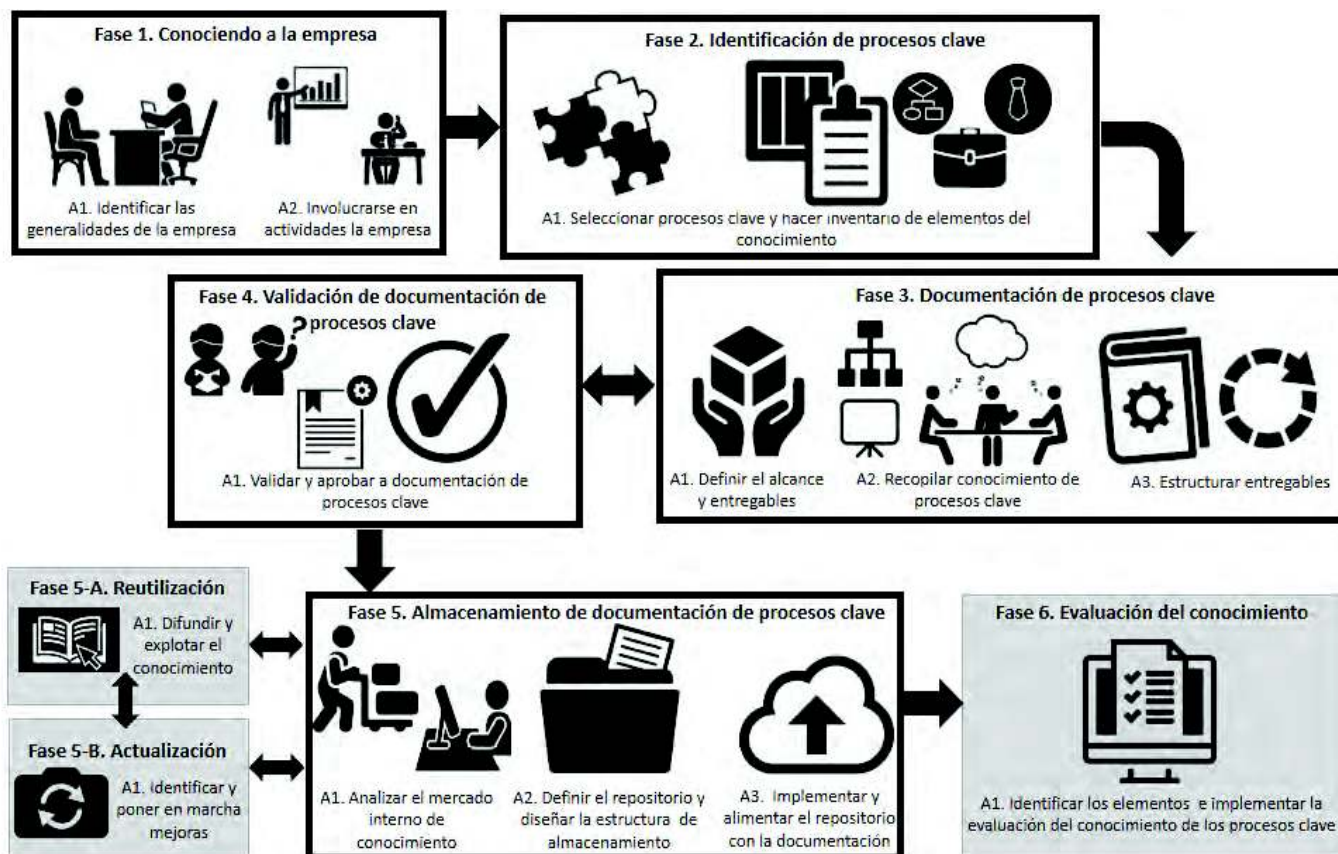 Fase 1. Conociendo a la empresa
A1. Identificar las
generalidades de la empresa
A2. Involucrarse en
actividades la empresa
Fase 2. Identificación de procesos clave
A1. Seleccionar procesos clave y hacer inventario de elementos del
conocimiento
Fase 3. Documentación de procesos clave
A1. Definir el alcance
y entregables
A2. Recopilar conocimiento de
procesos clave
A3. Estructurar entregables
Fase 4. Validación de documentación de
procesos clave
?
A1. Validar y aprobar a documentación de
procesos clave
Fase 5. Almacenamiento de documentación de procesos clave
A1. Analizar el mercado
interno de
conocimiento
A2. Definir el repositorio y
diseñar la estructura de
almacenamiento
A3. Implementar y
alimentar el repositorio
con la documentación
Fase 5-A. Reutilización
A1. Difundir y
explotar el
conocimiento
Fase 5-B. Actualización
A1. Identificar y
poner en marcha
mejoras
Fase 6. Evaluación del conocimiento
A1. Identificar los elementos e implementar la
evaluación del conocimiento de los procesos clave